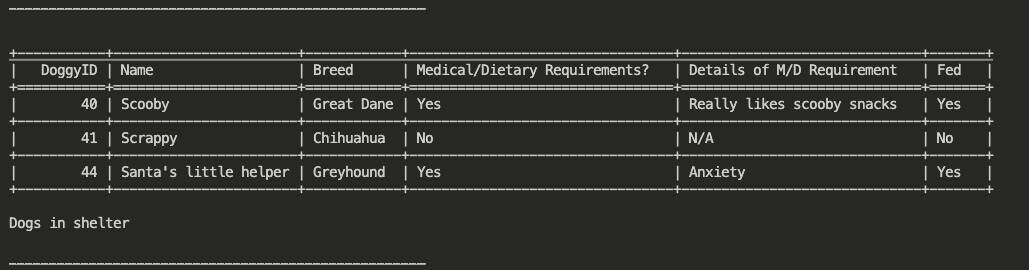 DoggyID | Name | Breed | Medical/Dietary Requirements? | Details of M/D Requirement | Fed
40 | Scooby | Great Dane | Yes | Really likes scooby snacks | Yes
41 | Scrappy | Chihuahua | No | N/A | No
44 | Santa's little helper | Greyhound | Yes | Anxiety | Yes
Dogs in shelter